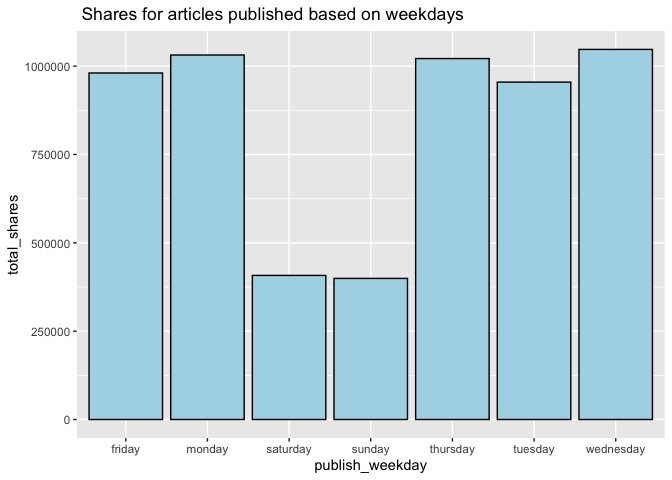 Shares for articles published based on weekdays
total_shares
1000000
750000
500000
250000
0
friday monday saturday sunday thursday tuesday wednesday
publish_weekday